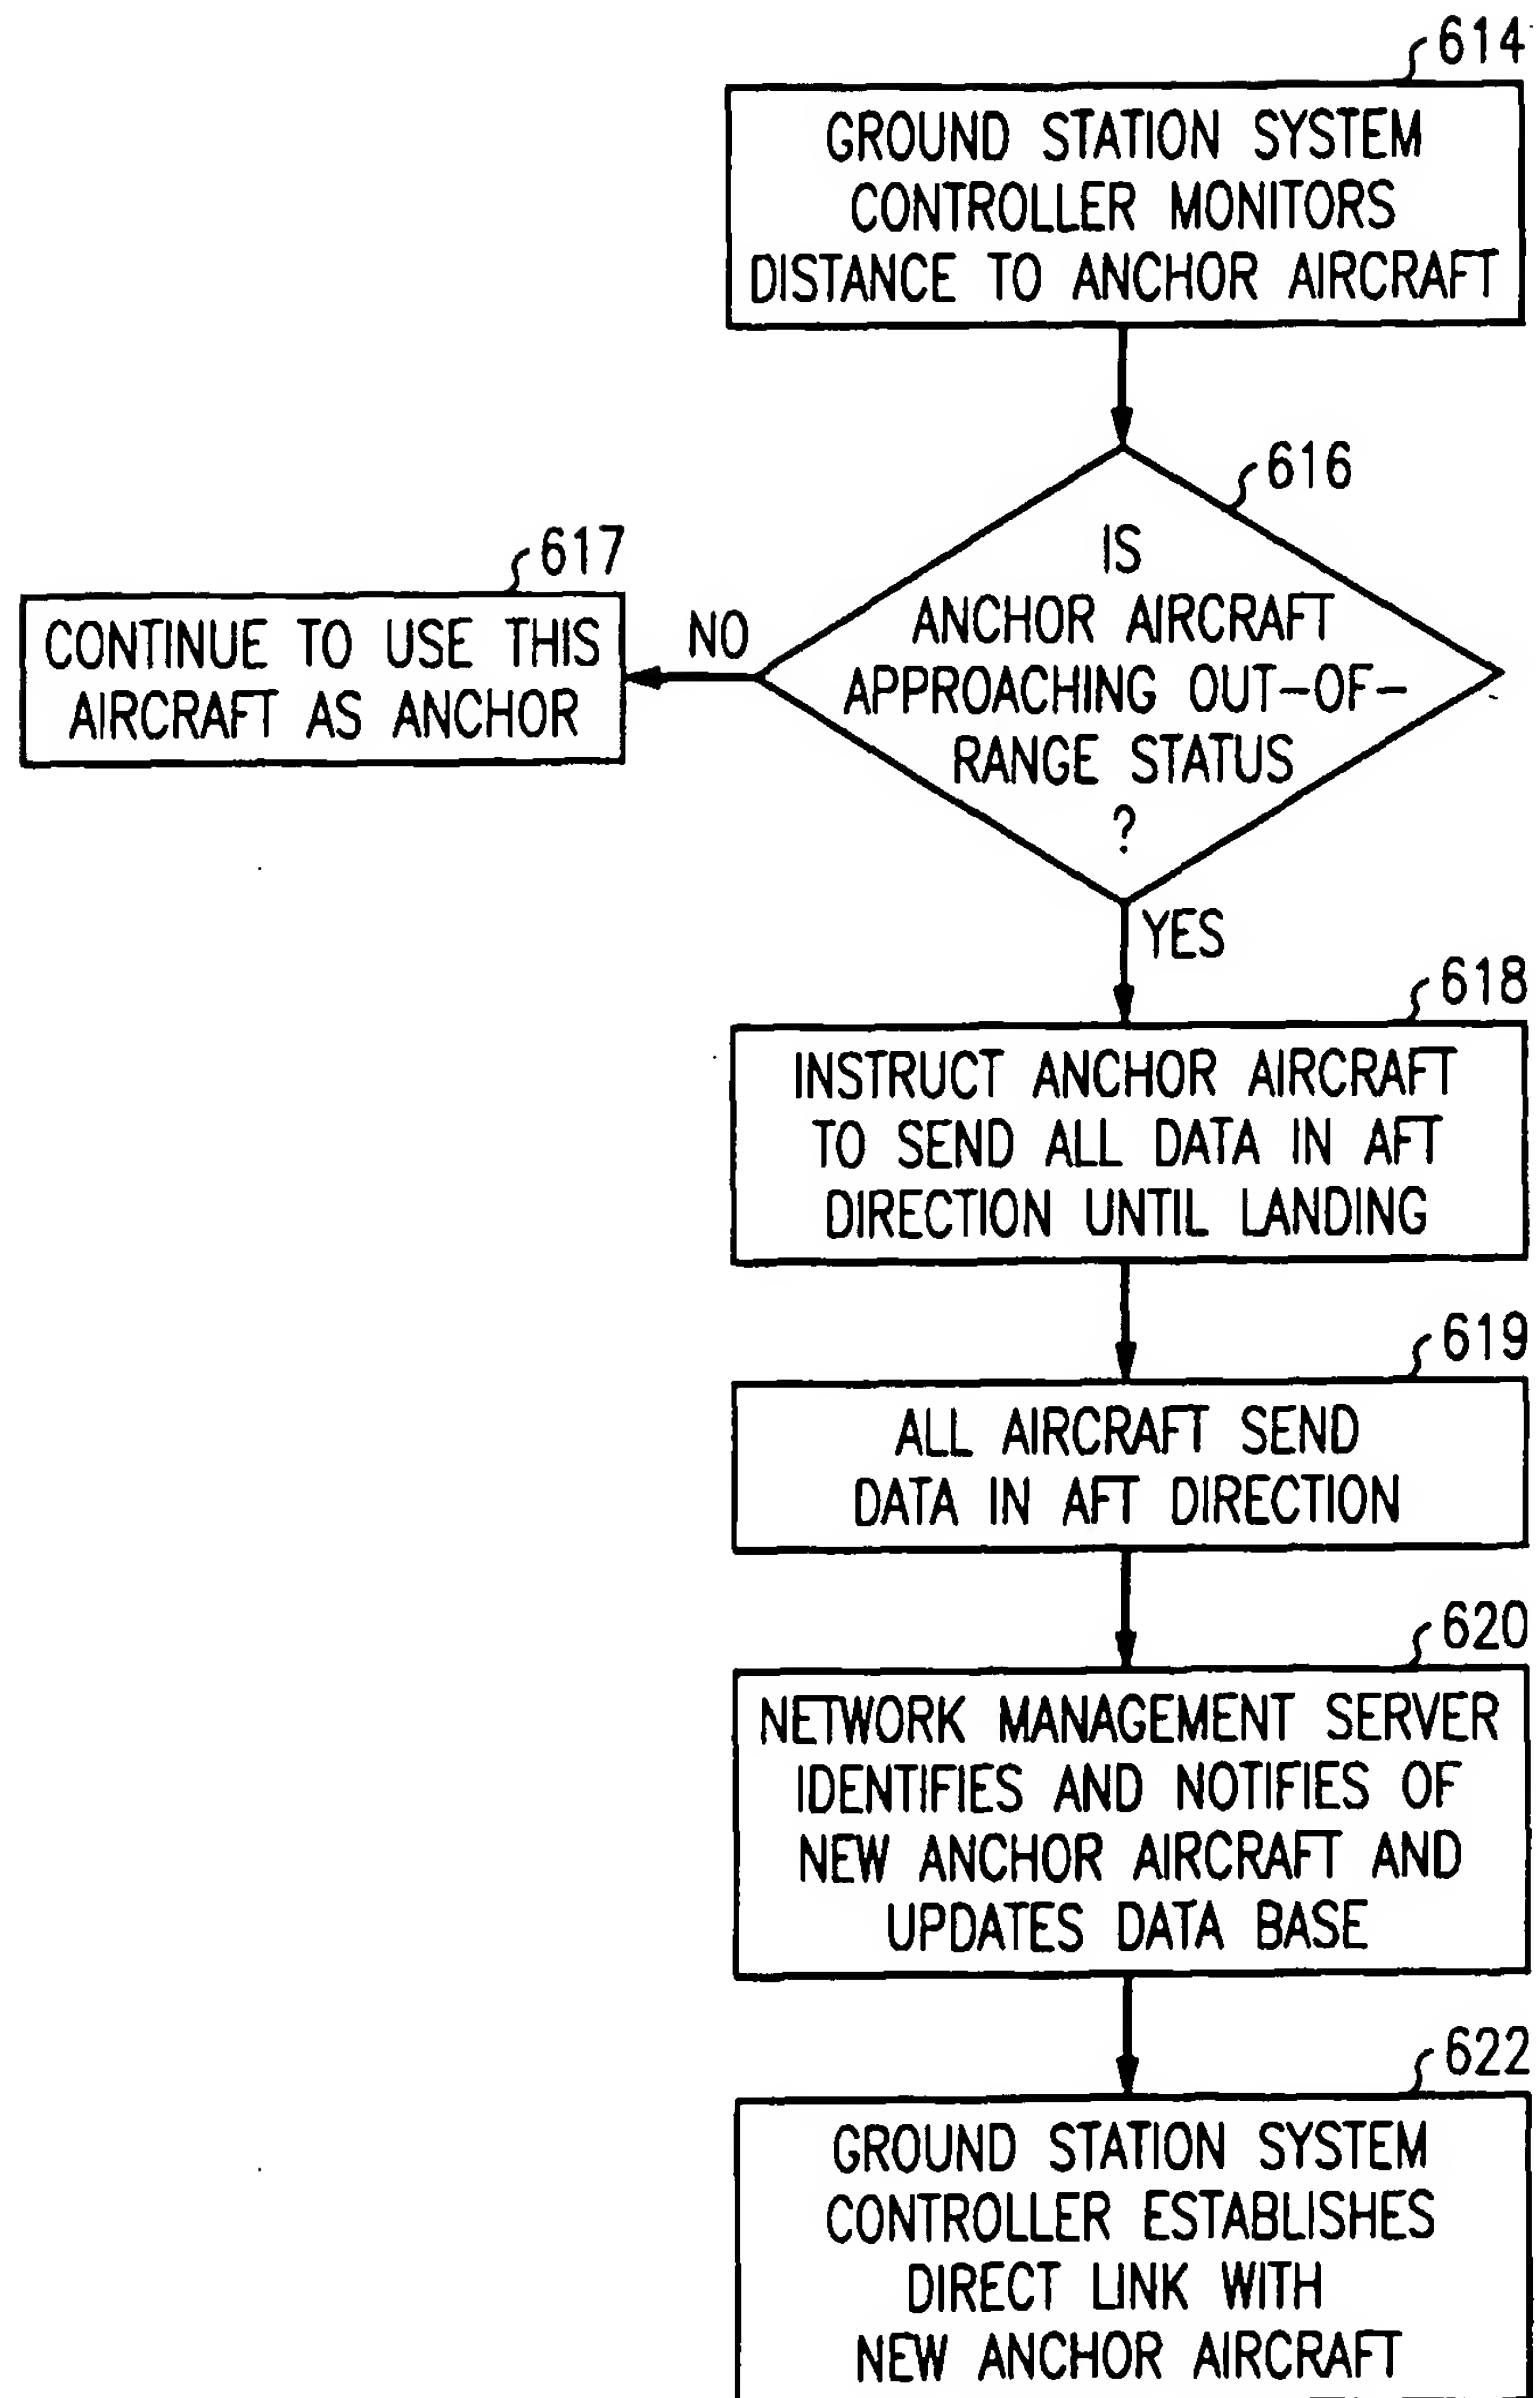 614
GROUND STATION SYSTEM
CONTROLLER MONITORS
DISTANCE TO ANCHOR AIRCRAFT
616
IS
ANCHOR AIRCRAFT
APPROACHING OUT-OF-
RANGE STATUS
?
617
CONTINUE TO USE THIS
AIRCRAFT AS ANCHOR
NO
YES
618
INSTRUCT ANCHOR AIRCRAFT
TO SEND ALL DATA IN AFT
DIRECTION UNTIL LANDING
619
ALL AIRCRAFT SEND
DATA IN AFT DIRECTION
620
NETWORK MANAGEMENT SERVER
IDENTIFIES AND NOTIFIES OF
NEW ANCHOR AIRCRAFT AND
UPDATES DATA BASE
622
GROUND STATION SYSTEM
CONTROLLER ESTABLISHES
DIRECT LINK WITH
NEW ANCHOR AIRCRAFT